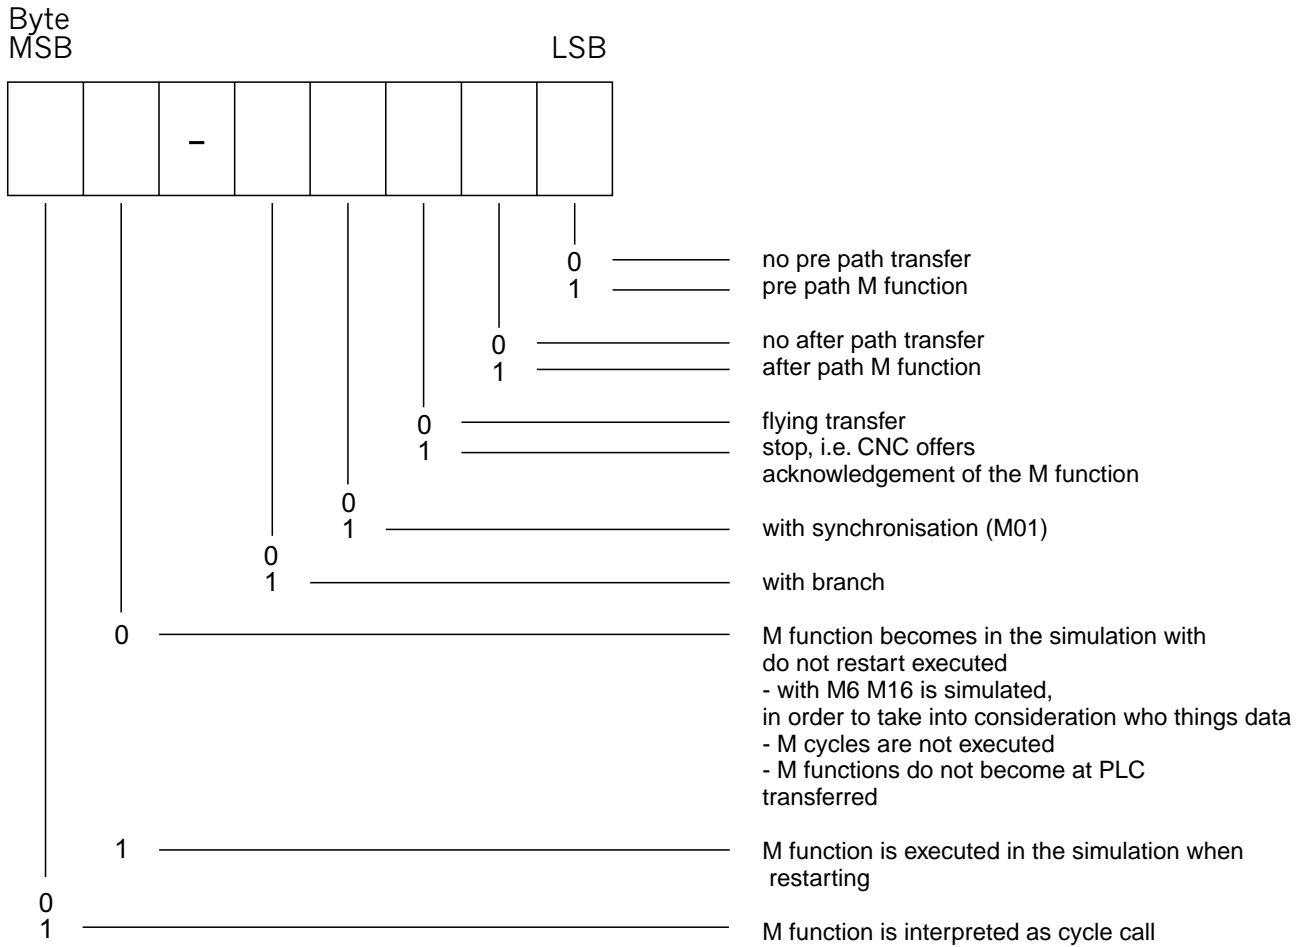 Byte
MSB LSB
–
0 no pre path transfer
1 pre path M function
0 no after path transfer
1 after path M function
0 flying transfer
1 stop, i.e. CNC offers
acknowledgement of the M function
0
1 with synchronisation (M01)
0
1 with branch
0 M function becomes in the simulation with
do not restart executed
- with M6 M16 is simulated,
in order to take into consideration who things data
- M cycles are not executed
- M functions do not become at PLC
transferred
1 M function is executed in the simulation when
restarting
0
1 M function is interpreted as cycle call